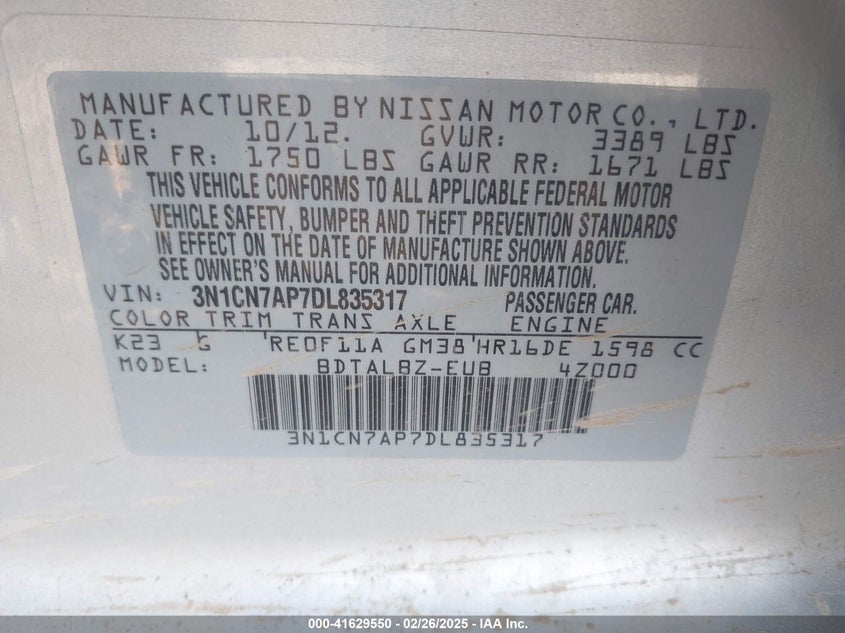 MANUFACTURED BY NISSAN MOTOR CO., LTD.
DATE: 10/12. GVWR: 3389 LBS
GAWR FR: 1750 LBS GAWR RR: 1671 LBS
THIS VEHICLE CONFORMS TO ALL APPLICABLE FEDERAL MOTOR
VEHICLE SAFETY, BUMPER AND THEFT PREVENTION STANDARDS
IN EFFECT ON THE DATE OF MANUFACTURE SHOWN ABOVE.
SEE OWNER'S MANUAL FOR ADDITIONAL INFORMATION.
VIN: 3N1CN7AP7DL835317 PASSENGER CAR.
COLOR TRIM TRANS AXLE ENGINE
K23 G RE0F11A GM38 HR16DE 1598 CC
MODEL: BDTALBZ-EUB 4Z000
3N1CN7AP7DL835317
000-41629550 - 02/26/2025 - IAA Inc.